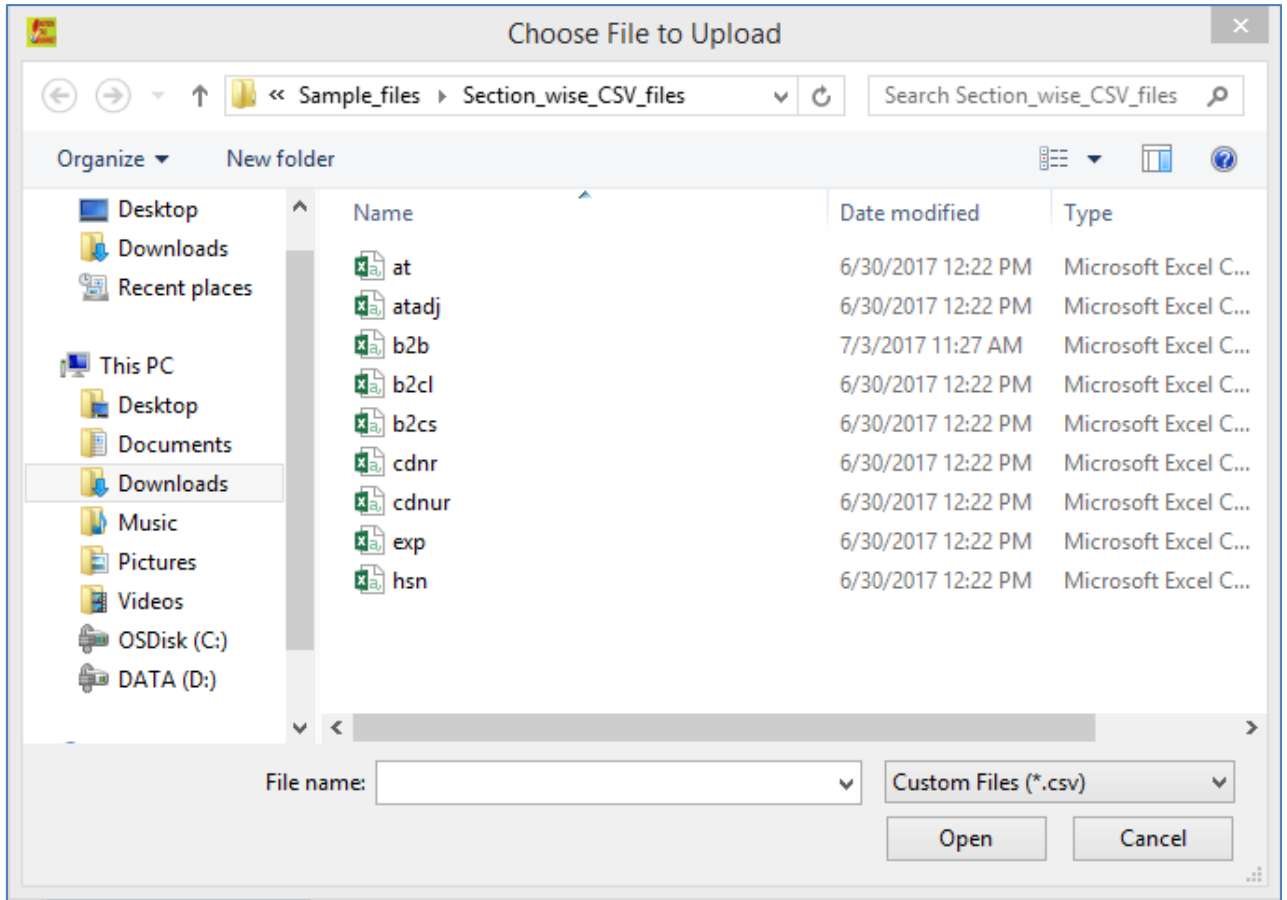 Choose File to Upload
« Sample_files Section_wise_CSV_files Search Section_wise_CSV_files
Organize New folder
Desktop
Downloads
Recent places
This PC
Desktop
Documents
Downloads
Music
Pictures
Videos
OSDisk (C:)
DATA (D:)
Name Date modified Type
at 6/30/2017 12:22 PM Microsoft Excel C...
atadj 6/30/2017 12:22 PM Microsoft Excel C...
b2b 7/3/2017 11:27 AM Microsoft Excel C...
b2cl 6/30/2017 12:22 PM Microsoft Excel C...
b2cs 6/30/2017 12:22 PM Microsoft Excel C...
cdnr 6/30/2017 12:22 PM Microsoft Excel C...
cdnur 6/30/2017 12:22 PM Microsoft Excel C...
exp 6/30/2017 12:22 PM Microsoft Excel C...
hsn 6/30/2017 12:22 PM Microsoft Excel C...
File name: Custom Files (*.csv)
Open Cancel